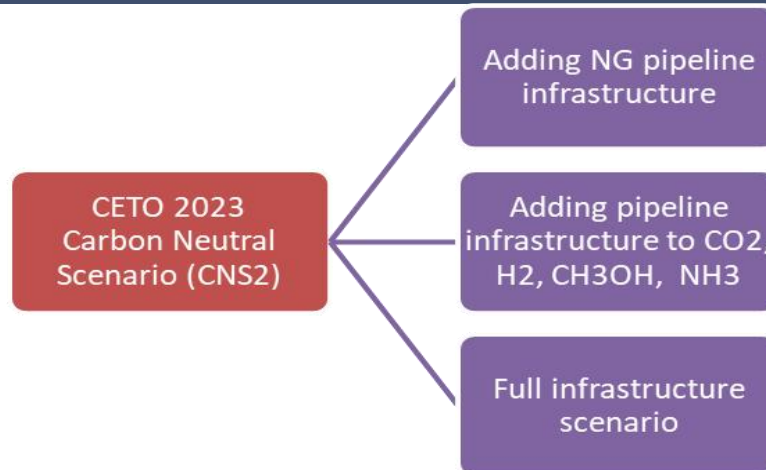 Adding NG pipeline
infrastructure
CETO 2023
Carbon Neutral
Scenario (CNS2)
Adding pipeline
infrastructure to CO2,
H2, CH3OH, NH3
Full infrastructure
scenario